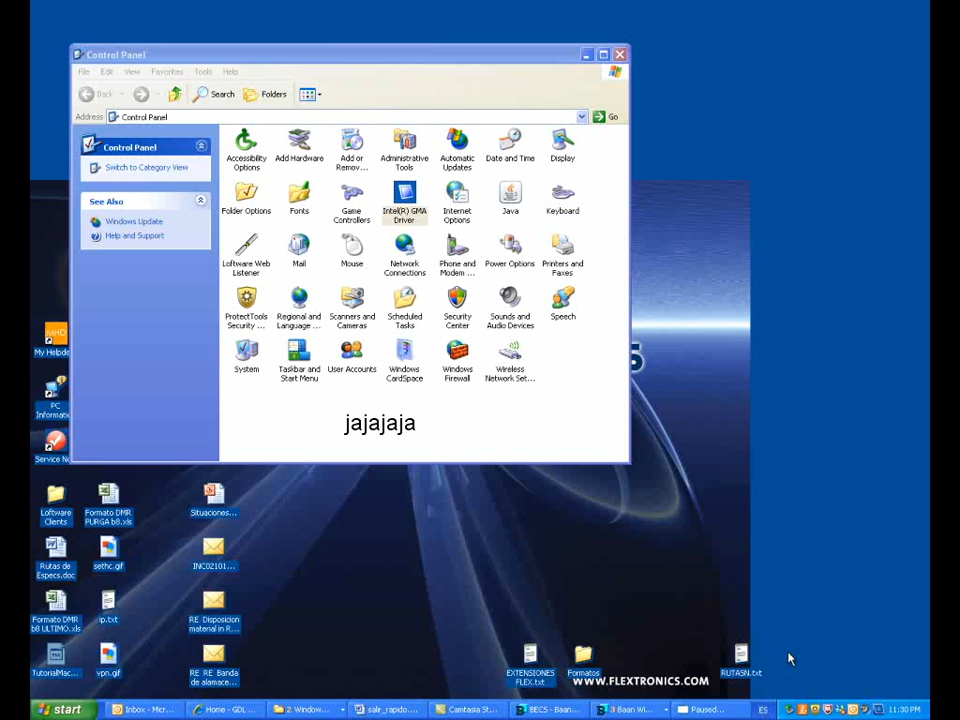 Control Panel
File Edit View Favorites Tools Help
Back Search Folders
Address Control Panel Go
Control Panel
Switch to Category View
See Also
Windows Update
Help and Support
Accessibility Options
Add Hardware
Add or Remov...
Administrative Tools
Automatic Updates
Date and Time
Display
Folder Options
Fonts
Game Controllers
Intel(R) GMA Driver
Internet Options
Java
Keyboard
Loftware Web Listener
Mail
Mouse
Network Connections
Phone and Modem ...
Power Options
Printers and Faxes
ProtectTools Security ...
Regional and Language ...
Scanners and Cameras
Scheduled Tasks
Security Center
Sounds and Audio Devices
Speech
System
Taskbar and Start Menu
User Accounts
Windows CardSpace
Windows Firewall
Wireless Network Set...
jajajaja
My Helpde
PC Informati
Service N
Loftware Clients
Formato DMR PURGA b8.xls
Situaciones...
Rutas de Especs.doc
sethc.gif
INC02101...
Formato DMR b8 ULTIMO.xls
ip.txt
RE Disposicion material in R...
TutorialMac...
vpn.gif
RE RE Banda de alamace...
EXTENSIONES FLEX.txt
Formatos
RUTASN.txt
WWW.FLEXTRONICS.COM
start
Inbox - Micr...
Home - GDL ...
2 Window...
salir_rapido...
Camtasia St...
BECS - Baan...
3 Baan Wi...
Paused...
ES
11:30 PM